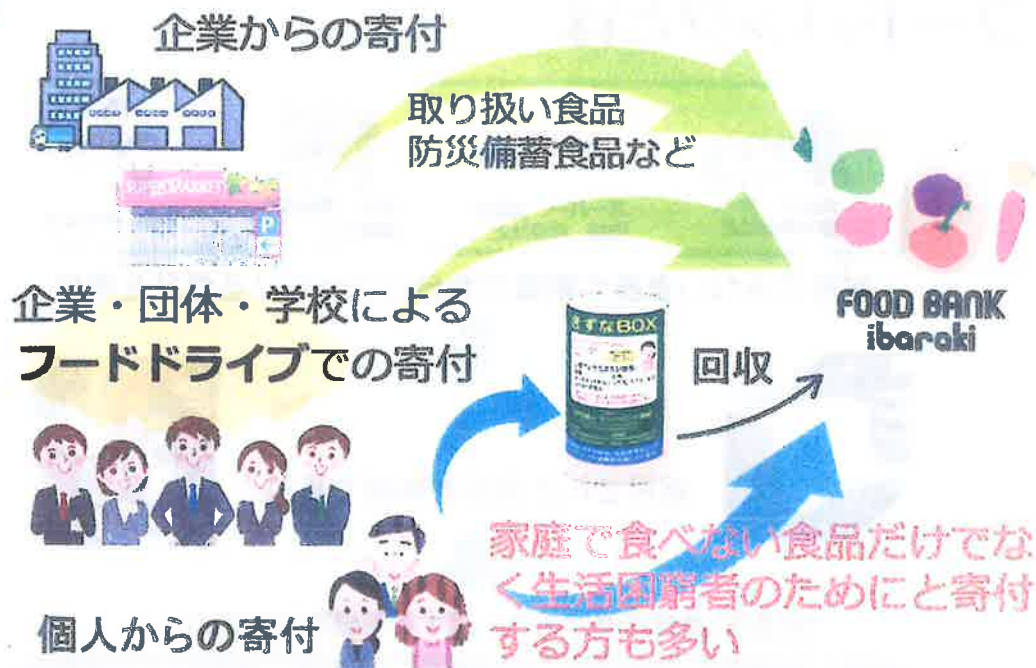 企業からの寄付
取り扱い食品
防災備蓄食品など
SUPERMARKET
P
企業・団体・学校による
フードドライブでの寄付
きずなBOX
回収
FOOD BANK
ibaraki
個人からの寄付
家庭で食べない食品だけでな
く生活困窮者のためにと寄付
する方も多い